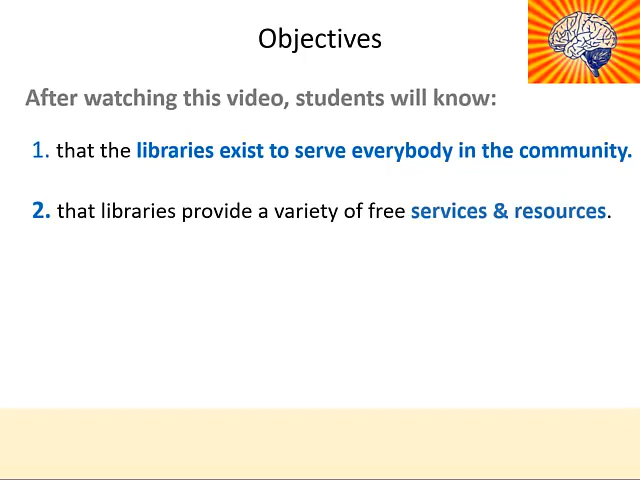 Objectives
After watching this video, students will know:
1. that the libraries exist to serve everybody in the community.
2. that libraries provide a variety of free services & resources.